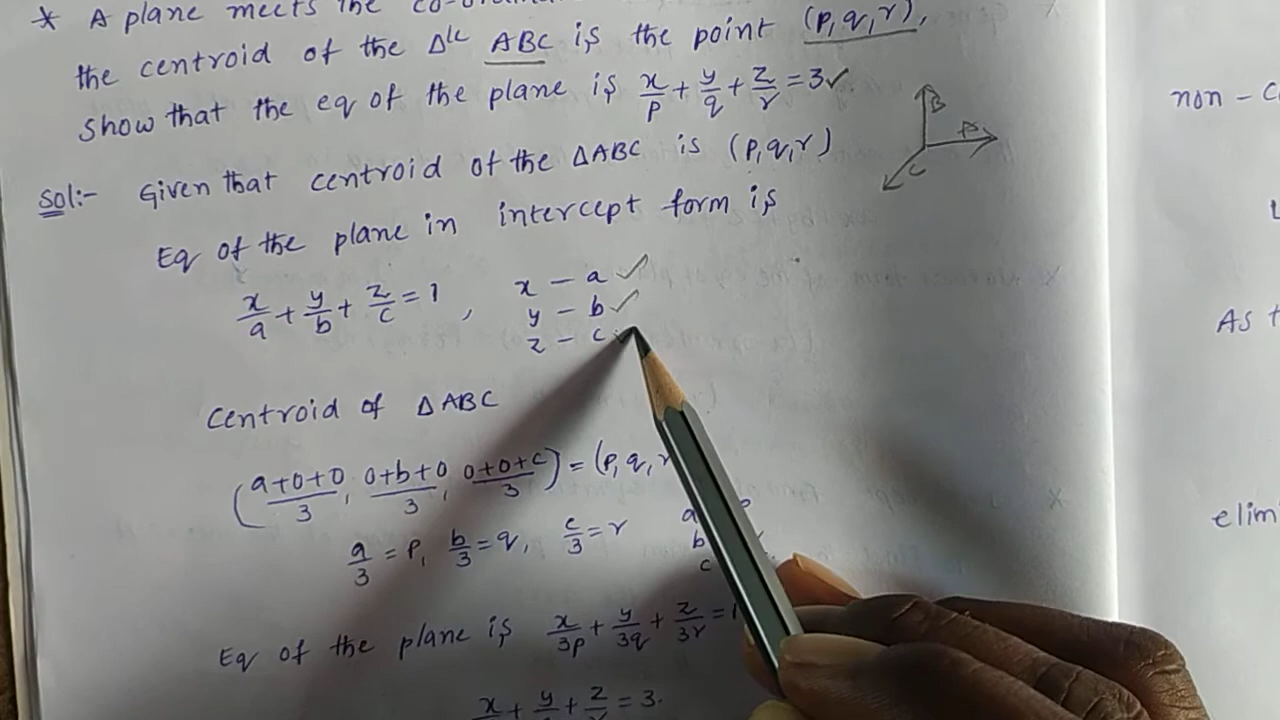 * A plane meets the co-
the centroid of the Δle ABC is the point (p,q,r),
show that the eq of the plane is x/p + y/q + z/r = 3 ✓
B
A
C
Sol:- Given that centroid of the ΔABC is (p,q,r)
Eq of the plane in intercept form is
x/a + y/b + z/c = 1 , x - a ✓
y - b ✓
z - c
Centroid of ΔABC
(a+0+0/3, 0+b+0/3, 0+0+c/3) = (p,q,r
a/3 = p, b/3 = q, c/3 = r a
b
c
Eq of the plane is x/3p + y/3q + z/3r = 1
x + y + z = 3.
non - C
As t
elim